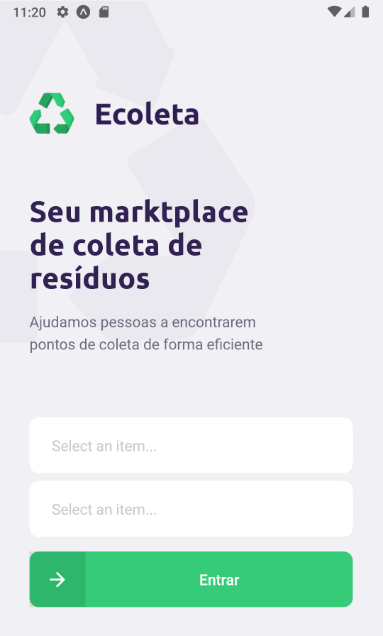 11:20
Ecoleta
Seu marktplace
de coleta de
resíduos
Ajudamos pessoas a encontrarem
pontos de coleta de forma eficiente
Select an item...
Select an item...
Entrar